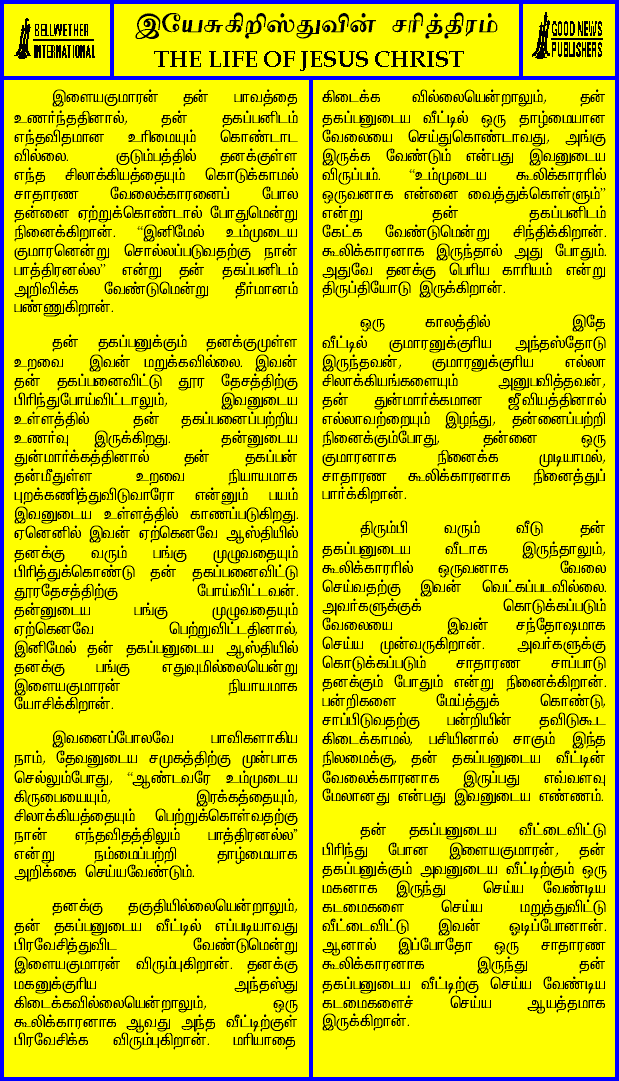 BELLWETHER
INTERNATIONAL
இயேசுகிறிஸ்துவின் சரித்திரம்
THE LIFE OF JESUS CHRIST
GOOD NEWS
PUBLISHERS
இளையகுமாரன் தன் பாவத்தை
உணர்ந்ததினால், தன் தகப்பனிடம்
எந்தவிதமான உரிமையும் கொண்டாட
வில்லை. குடும்பத்தில் தனக்குள்ள
எந்த சிலாக்கியத்தையும் கொடுக்காமல்
சாதாரண வேலைக்காரனைப் போல
தன்னை ஏற்றுக்கொண்டால் போதுமென்று
நினைக்கிறான். “இனிமேல் உம்முடைய
குமாரனென்று சொல்லப்படுவதற்கு நான்
பாத்திரனல்ல” என்று தன் தகப்பனிடம்
அறிவிக்க வேண்டுமென்று தீர்மானம்
பண்ணுகிறான்.
தன் தகப்பனுக்கும் தனக்குமுள்ள
உறவை இவன் மறுக்கவில்லை. இவன்
தன் தகப்பனைவிட்டு தூர தேசத்திற்கு
பிரிந்துபோய்விட்டாலும், இவனுடைய
உள்ளத்தில் தன் தகப்பனைப்பற்றிய
உணர்வு இருக்கிறது. தன்னுடைய
துன்மார்க்கத்தினால் தன் தகப்பன்
தன்மீதுள்ள உறவை நியாயமாக
புறக்கணித்துவிடுவாரோ என்னும் பயம்
இவனுடைய உள்ளத்தில் காணப்படுகிறது.
ஏனெனில் இவன் ஏற்கெனவே ஆஸ்தியில்
தனக்கு வரும் பங்கு முழுவதையும்
பிரித்துக்கொண்டு தன் தகப்பனைவிட்டு
தூரதேசத்திற்கு போய்விட்டவன்.
தன்னுடைய பங்கு முழுவதையும்
ஏற்கெனவே பெற்றுவிட்டதினால்,
இனிமேல் தன் தகப்பனுடைய ஆஸ்தியில்
தனக்கு பங்கு எதுவுமில்லையென்று
இளையகுமாரன் நியாயமாக
யோசிக்கிறான்.
இவனைப்போலவே பாவிகளாகிய
நாம், தேவனுடைய சமுகத்திற்கு முன்பாக
செல்லும்போது, “ஆண்டவரே உம்முடைய
கிருபையையும், இரக்கத்தையும்,
சிலாக்கியத்தையும் பெற்றுக்கொள்வதற்கு
நான் எந்தவிதத்திலும் பாத்திரனல்ல”
என்று நம்மைப்பற்றி தாழ்மையாக
அறிக்கை செய்யவேண்டும்.
தனக்கு தகுதியில்லையென்றாலும்,
தன் தகப்பனுடைய வீட்டில் எப்படியாவது
பிரவேசித்துவிட வேண்டுமென்று
இளையகுமாரன் விரும்புகிறான். தனக்கு
மகனுக்குரிய அந்தஸ்து
கிடைக்கவில்லையென்றாலும், ஒரு
கூலிக்காரனாக ஆவது அந்த வீட்டிற்குள்
பிரவேசிக்க விரும்புகிறான். மரியாதை
கிடைக்க வில்லையென்றாலும், தன்
தகப்பனுடைய வீட்டில் ஒரு தாழ்மையான
வேலையை செய்துகொண்டாவது, அங்கு
இருக்க வேண்டும் என்பது இவனுடைய
விருப்பம். “உம்முடைய கூலிக்காரரில்
ஒருவனாக என்னை வைத்துக்கொள்ளும்”
என்று தன் தகப்பனிடம்
கேட்க வேண்டுமென்று சிந்திக்கிறான்.
கூலிக்காரனாக இருந்தால் அது போதும்.
அதுவே தனக்கு பெரிய காரியம் என்று
திருப்தியோடு இருக்கிறான்.
ஒரு காலத்தில் இதே
வீட்டில் குமாரனுக்குரிய அந்தஸ்தோடு
இருந்தவன், குமாரனுக்குரிய எல்லா
சிலாக்கியங்களையும் அனுபவித்தவன்,
தன் துன்மார்க்கமான ஜீவியத்தினால்
எல்லாவற்றையும் இழந்து, தன்னைப்பற்றி
நினைக்கும்போது, தன்னை ஒரு
குமாரனாக நினைக்க முடியாமல்,
சாதாரண கூலிக்காரனாக நினைத்துப்
பார்க்கிறான்.
திரும்பி வரும் வீடு தன்
தகப்பனுடைய வீடாக இருந்தாலும்,
கூலிக்காரரில் ஒருவனாக வேலை
செய்வதற்கு இவன் வெட்கப்படவில்லை.
அவர்களுக்குக் கொடுக்கப்படும்
வேலையை இவன் சந்தோஷமாக
செய்ய முன்வருகிறான். அவர்களுக்கு
கொடுக்கப்படும் சாதாரண சாப்பாடு
தனக்கும் போதும் என்று நினைக்கிறான்.
பன்றிகளை மேய்த்துக் கொண்டு,
சாப்பிடுவதற்கு பன்றியின் தவிடுகூட
கிடைக்காமல், பசியினால் சாகும் இந்த
நிலமைக்கு, தன் தகப்பனுடைய வீட்டின்
வேலைக்காரனாக இருப்பது எவ்வளவு
மேலானது என்பது இவனுடைய எண்ணம்.
தன் தகப்பனுடைய வீட்டைவிட்டு
பிரிந்து போன இளையகுமாரன், தன்
தகப்பனுக்கும் அவனுடைய வீட்டிற்கும் ஒரு
மகனாக இருந்து செய்ய வேண்டிய
கடமைகளை செய்ய மறுத்துவிட்டு
வீட்டைவிட்டு இவன் ஓடிப்போனான்.
ஆனால் இப்போதோ ஒரு சாதாரண
கூலிக்காரனாக இருந்து தன்
தகப்பனுடைய வீட்டிற்கு செய்ய வேண்டிய
கடமைகளைச் செய்ய ஆயத்தமாக
இருக்கிறான்.